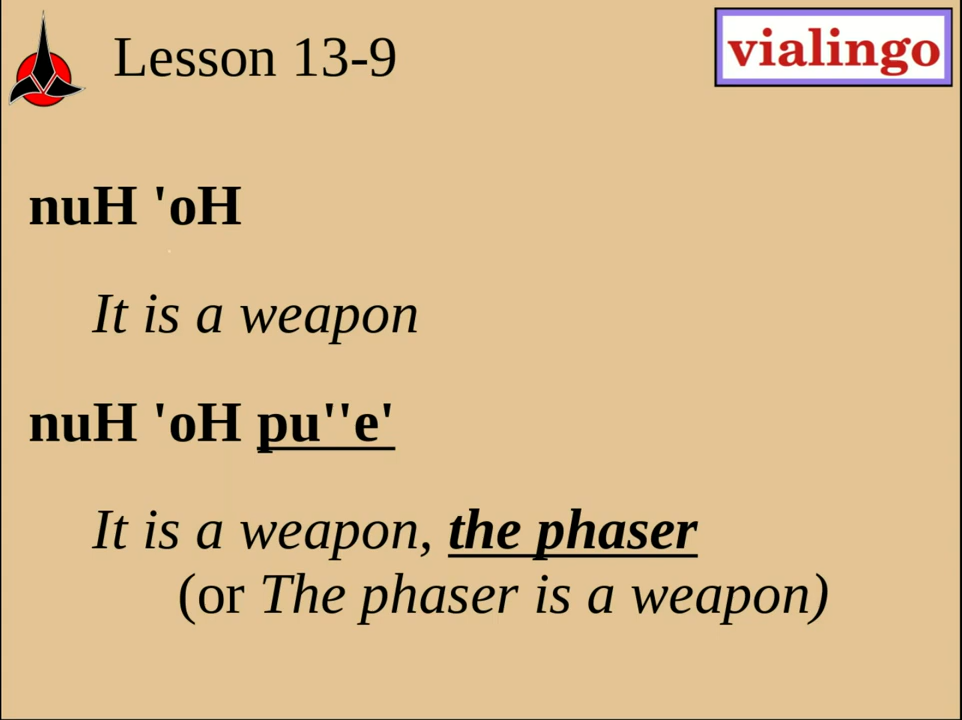 Lesson 13-9
vialingo
nuH 'oH
It is a weapon
nuH 'oH pu''e'
It is a weapon, the phaser
(or The phaser is a weapon)